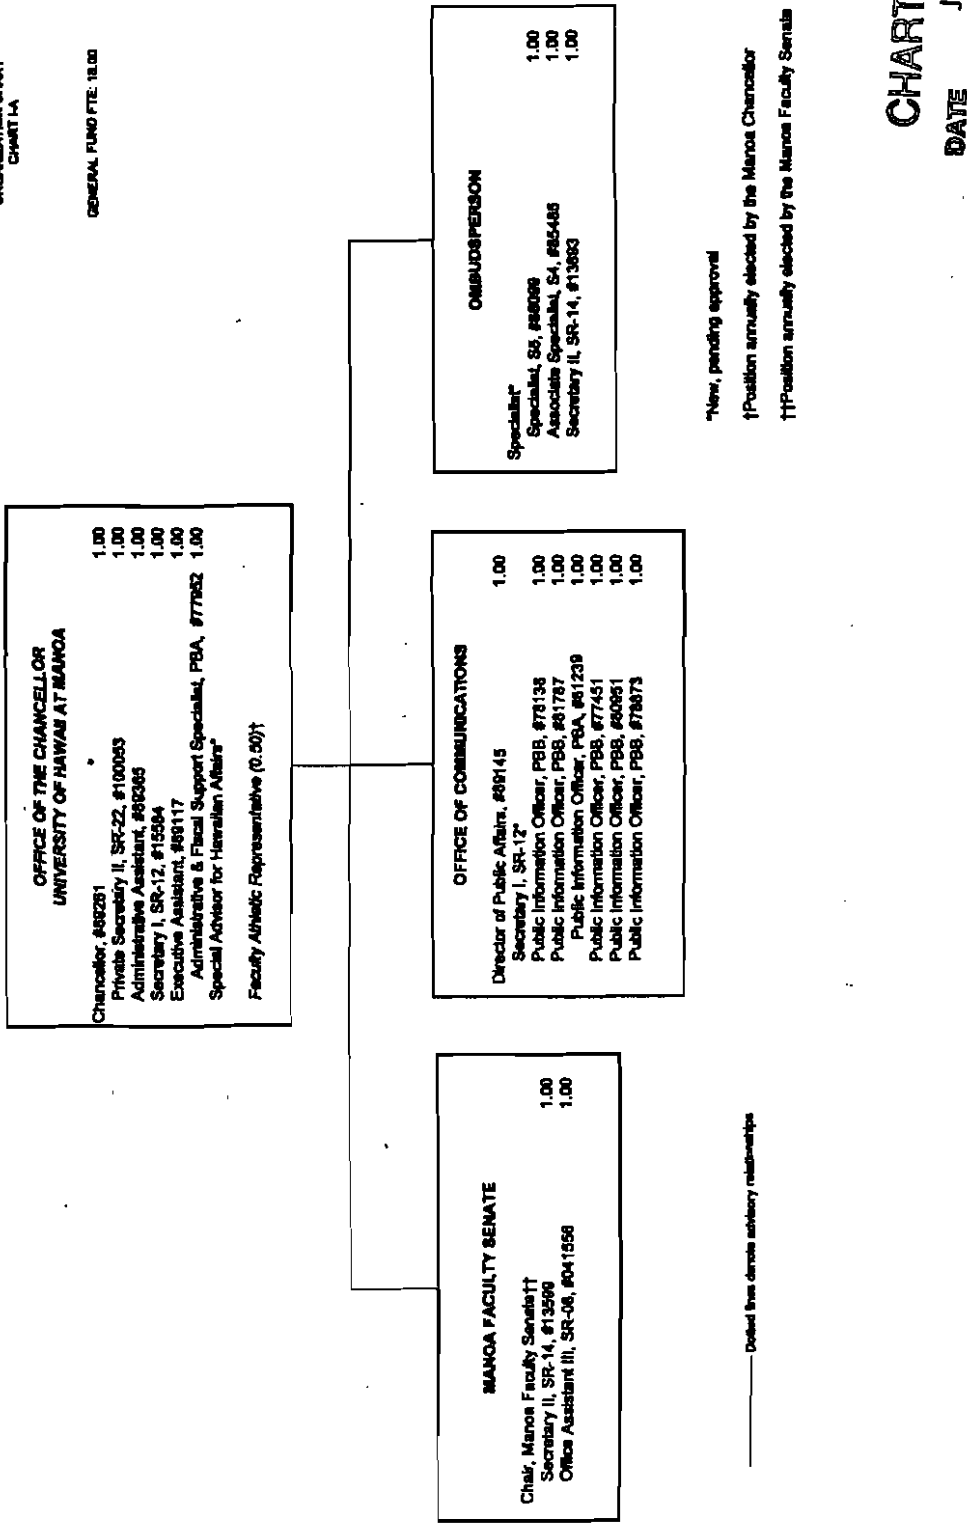 CHART I-A
GENERAL FUND FTE: 18.00
OFFICE OF THE CHANCELLOR
UNIVERSITY OF HAWAII AT MANOA
Chancellor, #89261 1.00
Private Secretary II, SR-22, #100053 1.00
Administrative Assistant, #89365 1.00
Secretary I, SR-12, #15584 1.00
Executive Assistant, #89117 1.00
Administrative & Fiscal Support Specialist, PBA, #77952 1.00
Special Advisor for Hawaiian Affairs*
Faculty Athletic Representative (0.50)††
MANOA FACULTY SENATE
Chair, Manoa Faculty Senate††
Secretary II, SR-14, #13599 1.00
Office Assistant III, SR-08, #041556 1.00
OFFICE OF COMMUNICATIONS
Director of Public Affairs, #89145 1.00
Secretary I, SR-12*
Public Information Officer, PBB, #78138 1.00
Public Information Officer, PBB, #81787 1.00
Public Information Officer, PBA, #81239 1.00
Public Information Officer, PBB, #77451 1.00
Public Information Officer, PBB, #80951 1.00
Public Information Officer, PBB, #78873 1.00
OMBUDSPERSON
Specialist*
Specialist, S5, #88099 1.00
Associate Specialist, S4, #85485 1.00
Secretary II, SR-14, #13693 1.00
*New, pending approval
†Position annually elected by the Manoa Chancellor
††Position annually elected by the Manoa Faculty Senate
Dotted lines denote advisory relationships
CHART
DATE